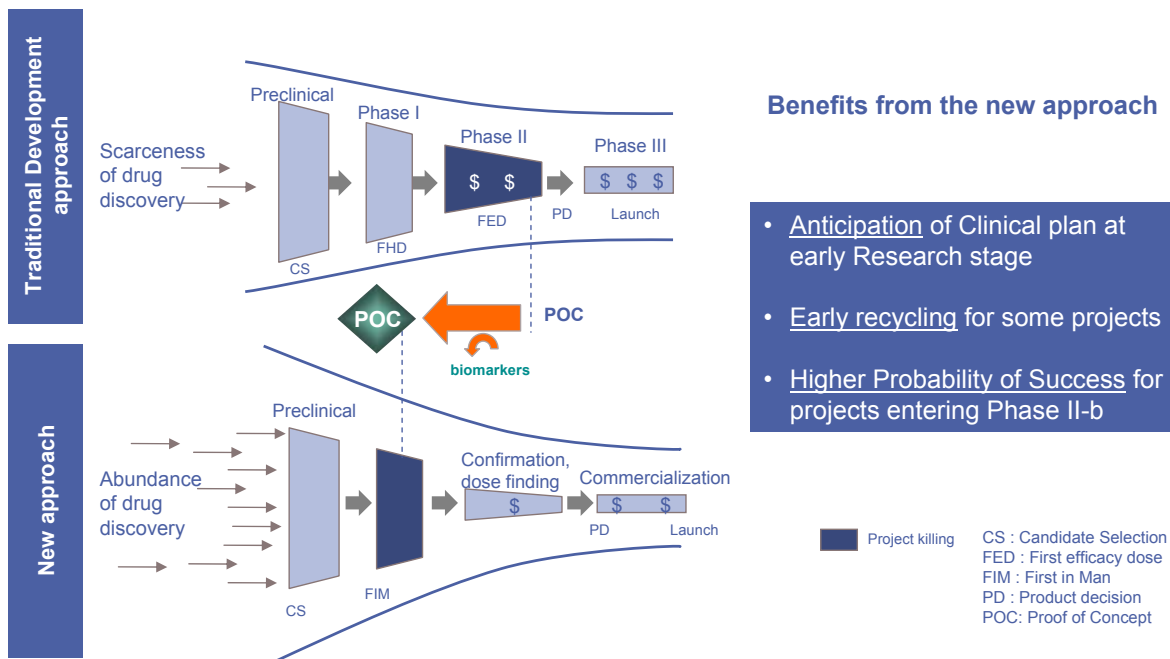 Traditional Development
approach
Preclinical
Phase I
Phase II
Phase III
Scarceness
of drug
discovery
$ $
$ $ $
FED
PD
Launch
FHD
CS
POC
POC
biomarkers
New approach
Preclinical
Abundance
of drug
discovery
Confirmation,
dose finding
Commercialization
$
$ $
PD
Launch
FIM
CS
Benefits from the new approach
• Anticipation of Clinical plan at
early Research stage
• Early recycling for some projects
• Higher Probability of Success for
projects entering Phase II-b
Project killing
CS : Candidate Selection
FED : First efficacy dose
FIM : First in Man
PD : Product decision
POC: Proof of Concept